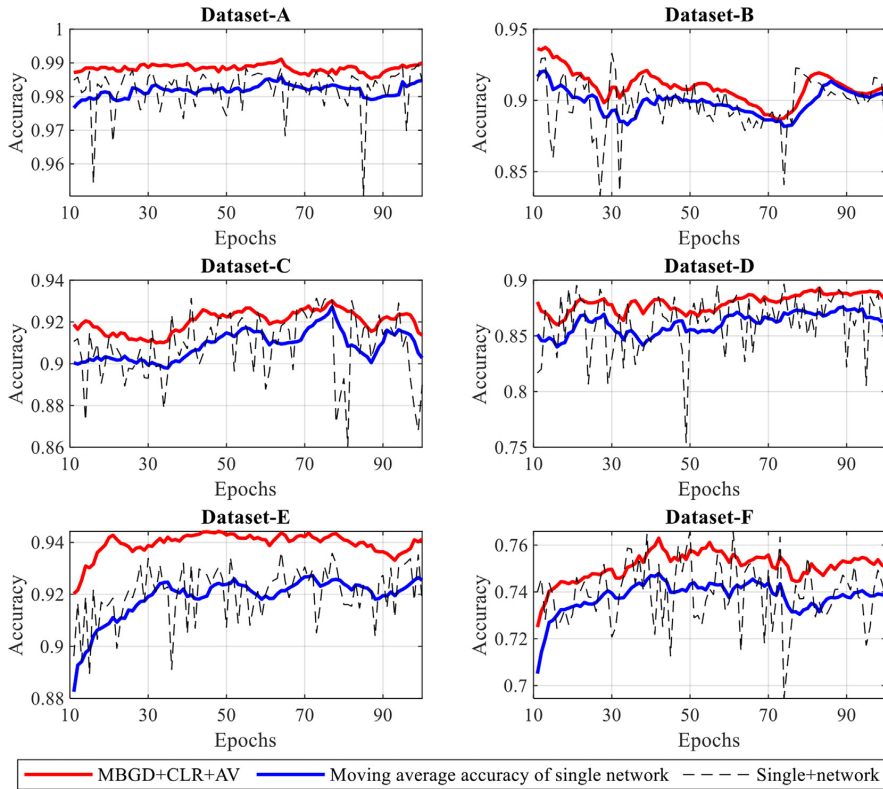 Dataset-A
Dataset-B
1
0.99
0.98
0.97
0.96
Accuracy
10 30 50 70 90
Epochs
0.95
0.9
0.85
Accuracy
10 30 50 70 90
Epochs
Dataset-C
Dataset-D
0.94
0.92
0.9
0.88
0.86
Accuracy
10 30 50 70 90
Epochs
0.9
0.85
0.8
0.75
Accuracy
10 30 50 70 90
Epochs
Dataset-E
Dataset-F
0.94
0.92
0.9
0.88
Accuracy
10 30 50 70 90
Epochs
0.76
0.74
0.72
0.7
Accuracy
10 30 50 70 90
Epochs
MBGD+CLR+AV Moving average accuracy of single network Single+network